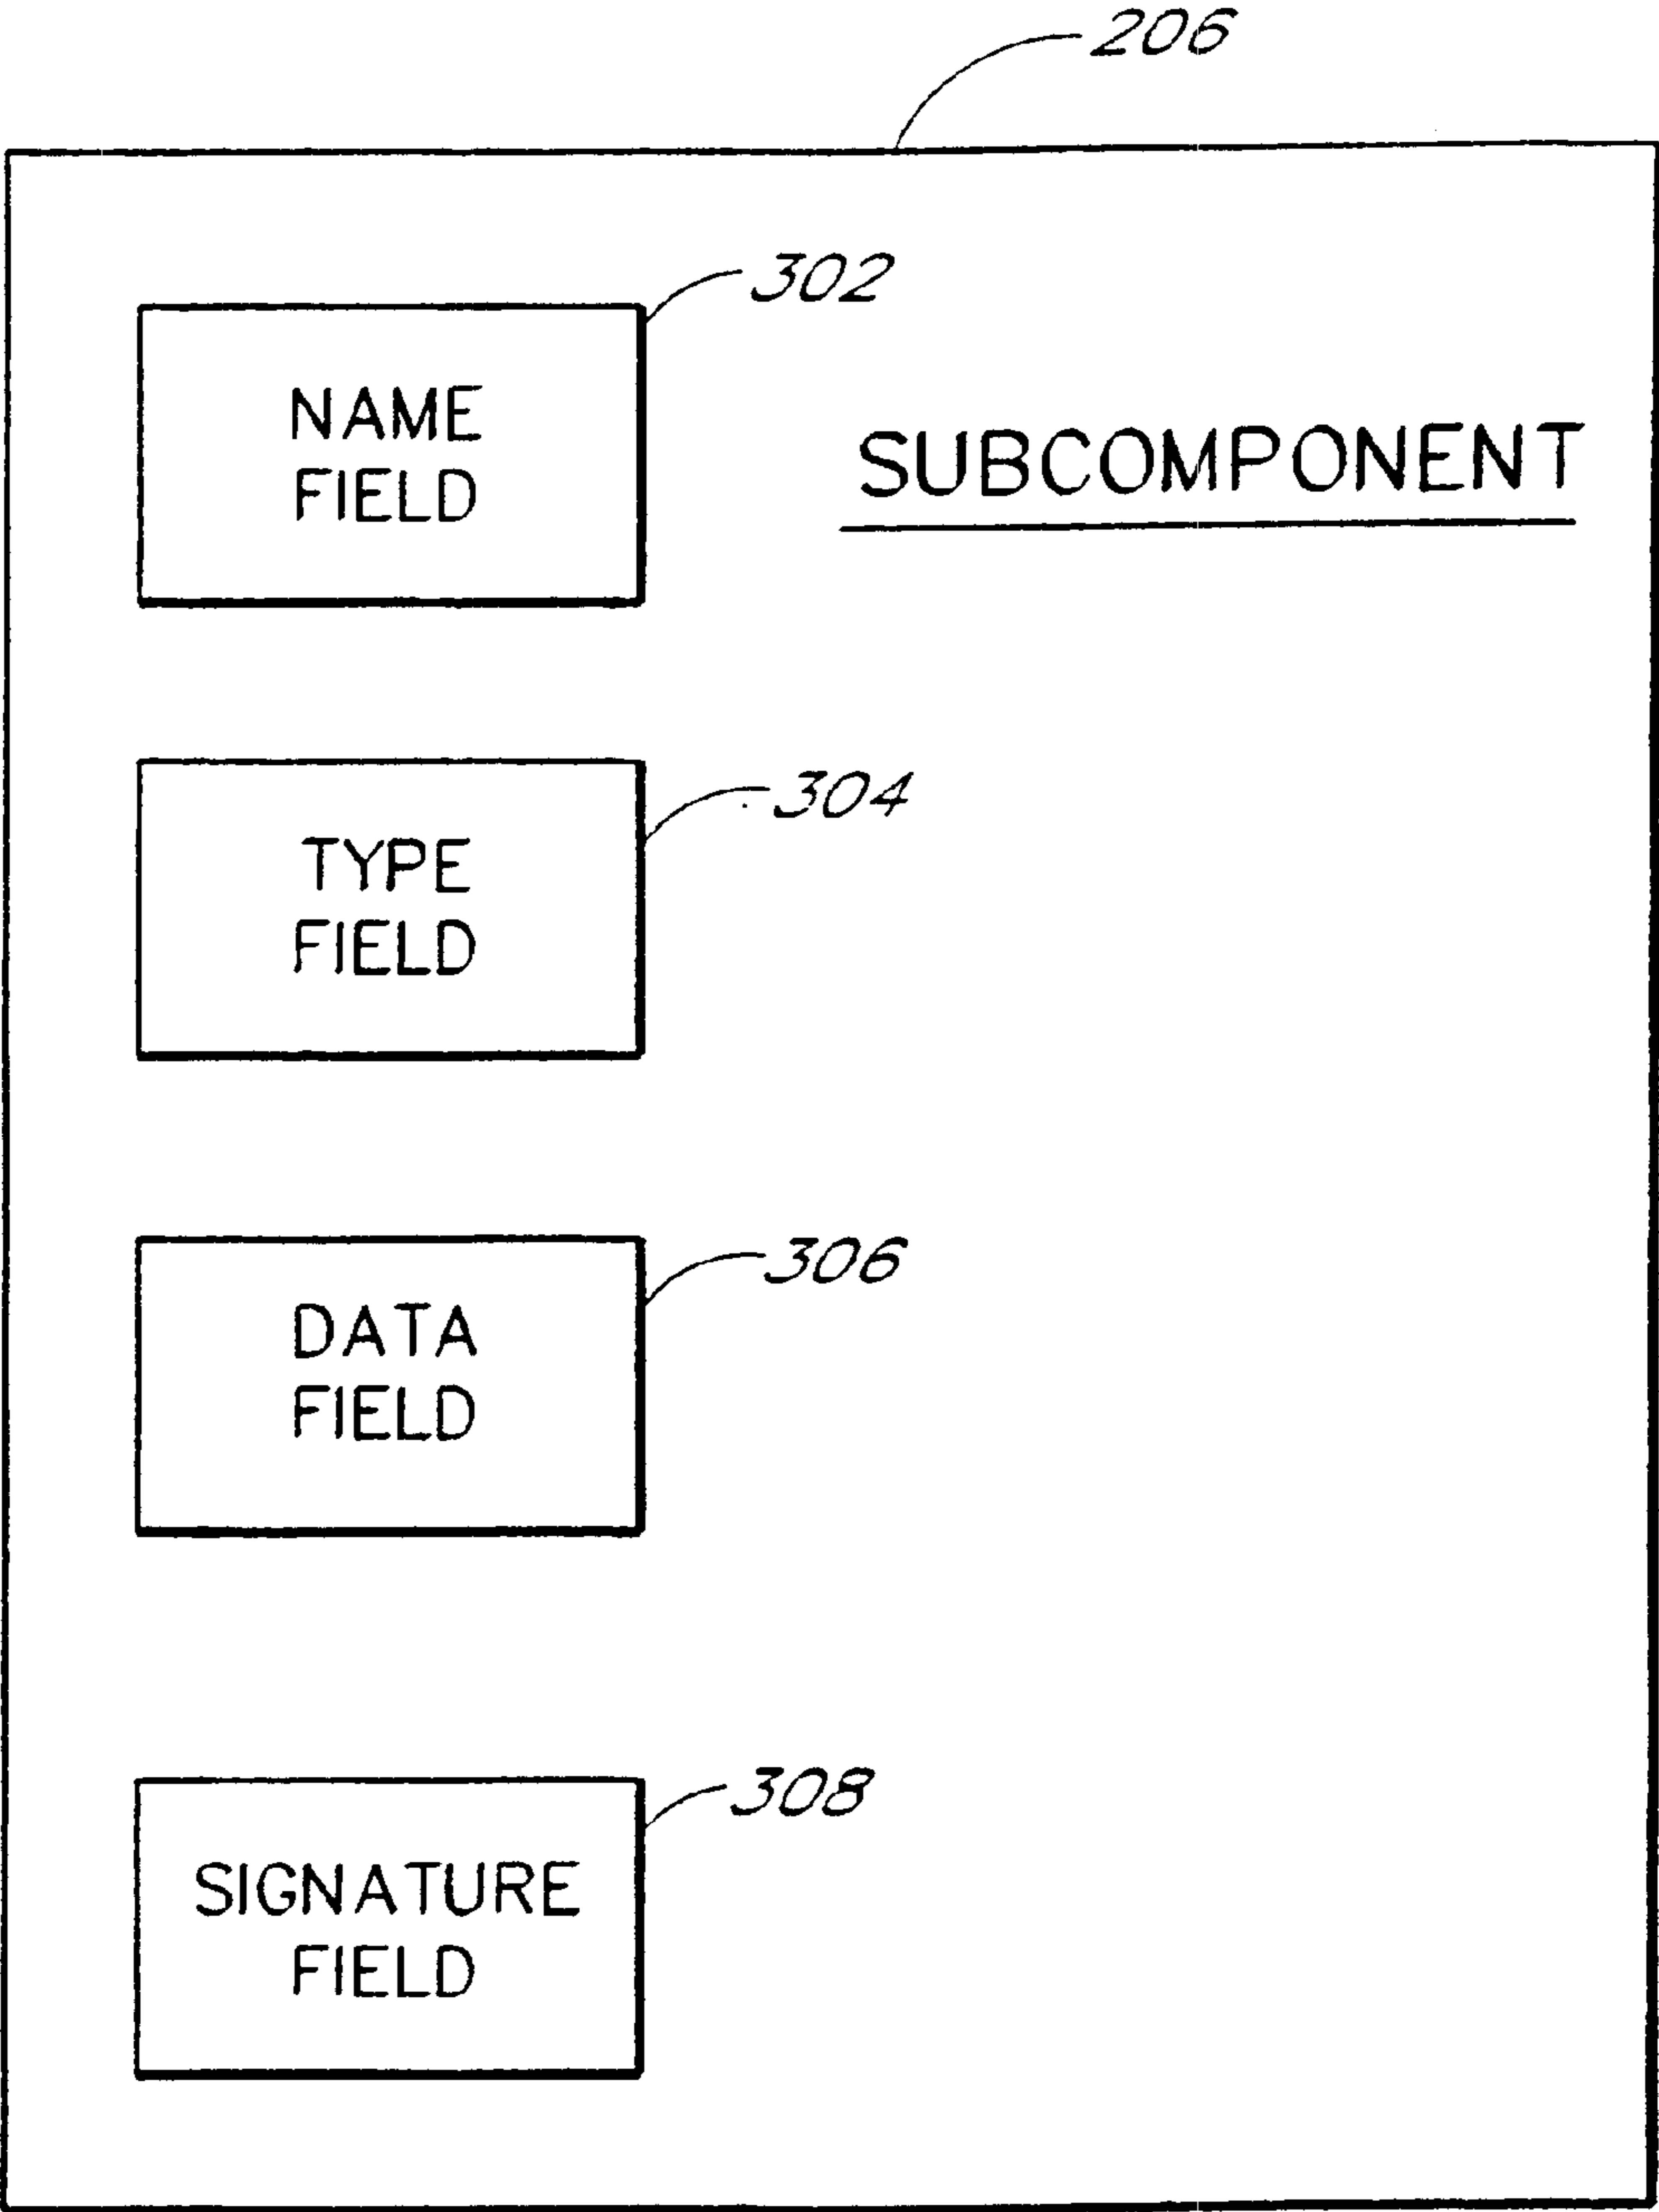 206
302
NAME
FIELD
SUBCOMPONENT
304
TYPE
FIELD
306
DATA
FIELD
308
SIGNATURE
FIELD